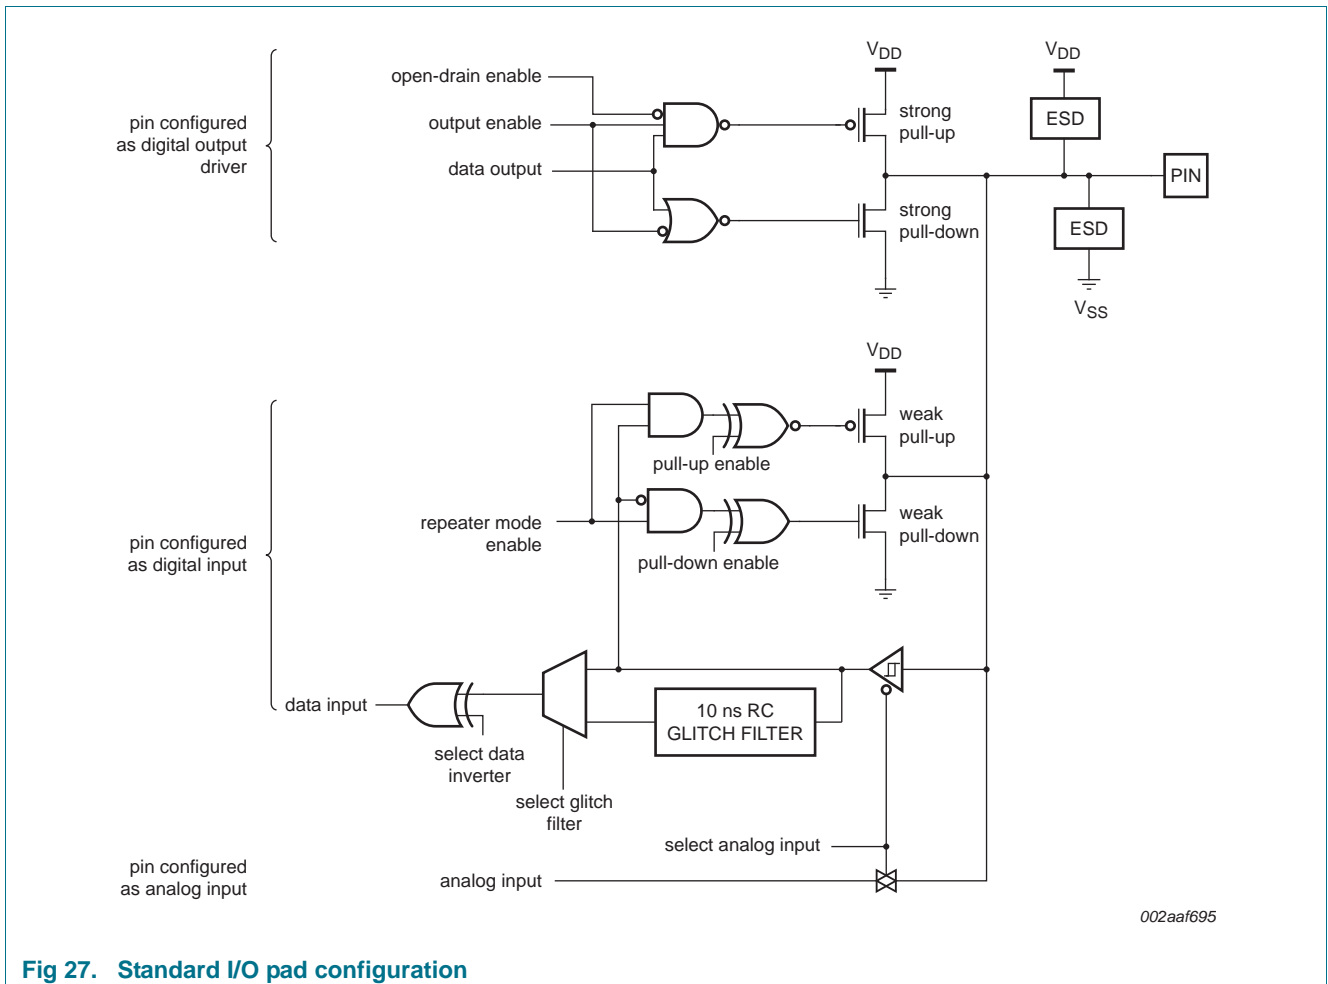 VDD
VDD
open-drain enable
output enable
data output
pin configured
as digital output
driver
strong
pull-up
strong
pull-down
ESD
PIN
ESD
VSS
VDD
weak
pull-up
pull-up enable
repeater mode
enable
weak
pull-down
pull-down enable
pin configured
as digital input
data input
select data
inverter
select glitch
filter
10 ns RC
GLITCH FILTER
select analog input
pin configured
as analog input
analog input
002aaf695
Fig 27. Standard I/O pad configuration